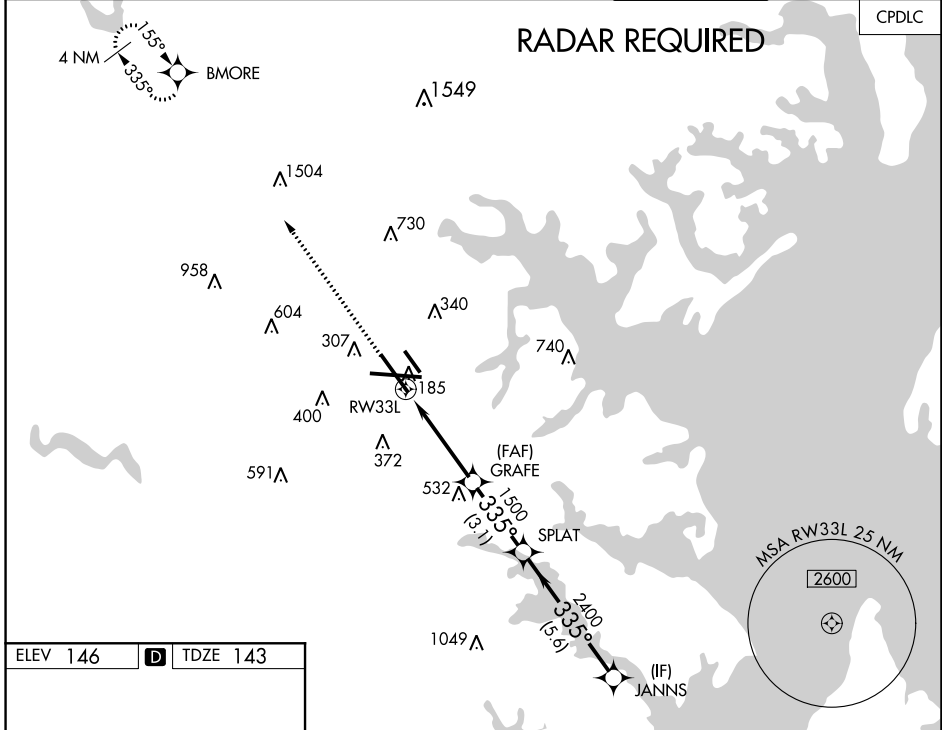 CPDLC
RADAR REQUIRED
155°
4 NM
335°
BMORE
1549
1504
730
958
340
604
307
740
185
RW33L
400
372
(FAF)
GRAFE
591
532
1500
335°
(3.1)
SPLAT
MSA RW33L 25 NM
2600
2400
335°
(5.6)
1049
(IF)
JANNS
ELEV 146 D TDZE 143